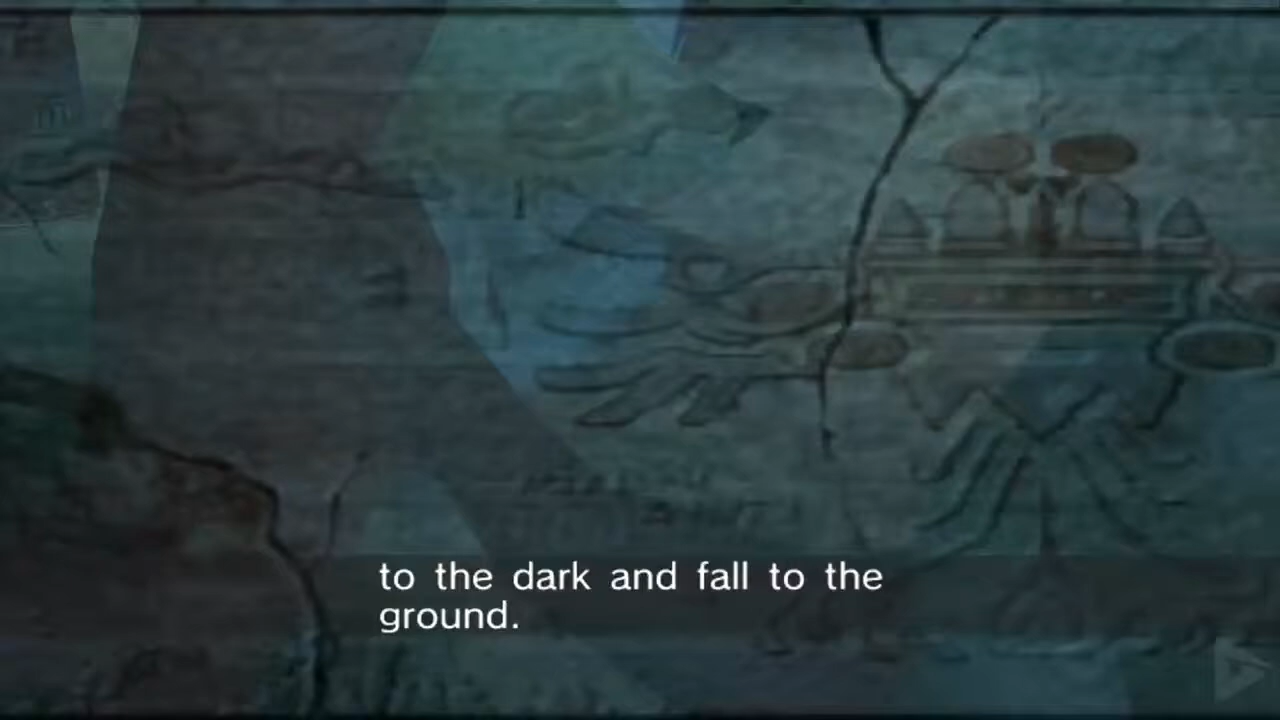 to the dark and fall to the
ground.